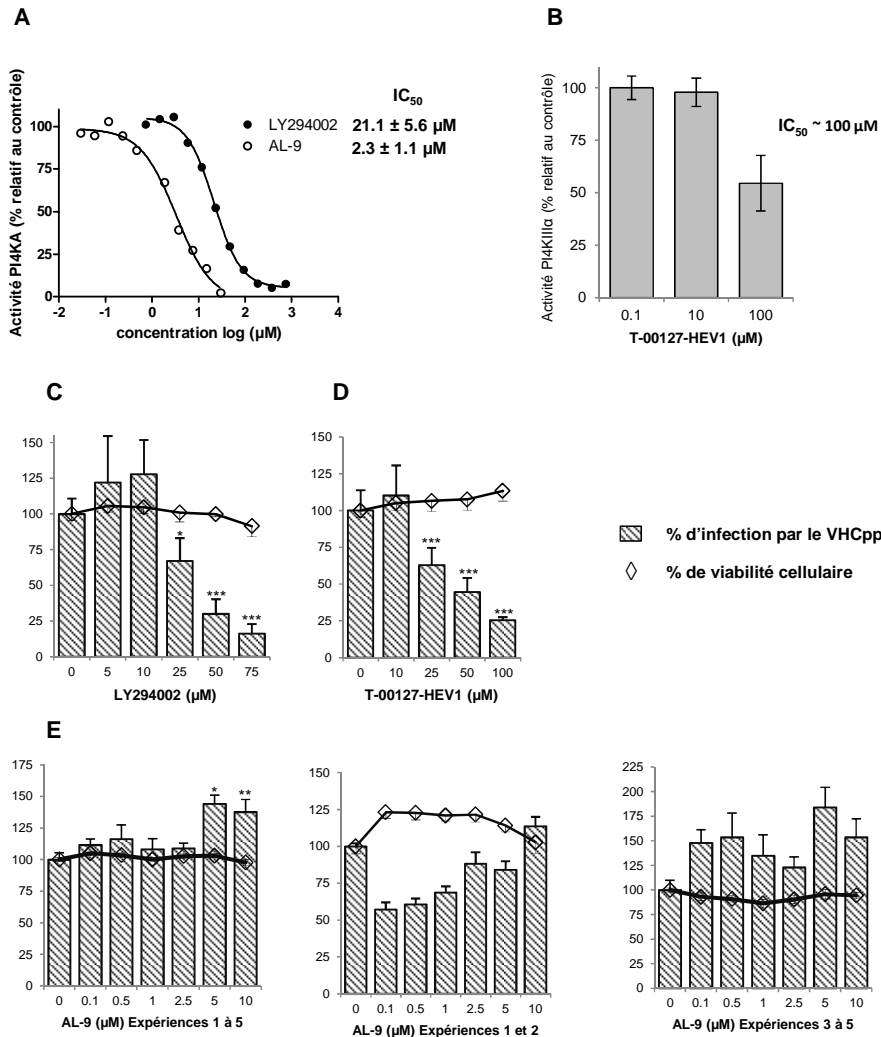 A
B
Activité PI4KA (% relatif au contrôle)
100
75
50
25
0
-2
-1
0
1
2
3
4
concentration log (µM)
IC50
LY294002 21.1 ± 5.6 µM
AL-9 2.3 ± 1.1 µM
Activité PI4KIIIα (% relatif au contrôle)
100
75
50
25
0
0.1
10
100
T-00127-HEV1 (µM)
IC50 ~ 100 µM
C
D
150
125
100
75
50
25
0
* *** ***
0 5 10 25 50 75
LY294002 (µM)
150
125
100
75
50
25
0
*** *** ***
0 10 25 50 100
T-00127-HEV1 (µM)
% d'infection par le VHCpp
% de viabilité cellulaire
E
175
150
125
100
75
50
25
0
* **
0 0.1 0.5 1 2.5 5 10
AL-9 (µM) Expériences 1 à 5
150
125
100
75
50
25
0
0 0.1 0.5 1 2.5 5 10
AL-9 (µM) Expériences 1 et 2
225
200
175
150
125
100
75
50
25
0
0 0.1 0.5 1 2.5 5 10
AL-9 (µM) Expériences 3 à 5